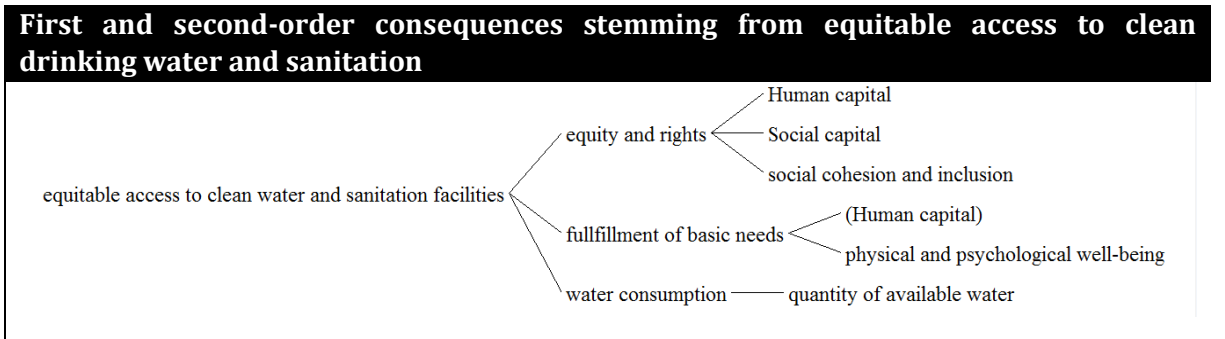 First and second-order consequences stemming from equitable access to clean
drinking water and sanitation
Human capital
equity and rights
Social capital
social cohesion and inclusion
equitable access to clean water and sanitation facilities
(Human capital)
fullfillment of basic needs
physical and psychological well-being
water consumption
quantity of available water